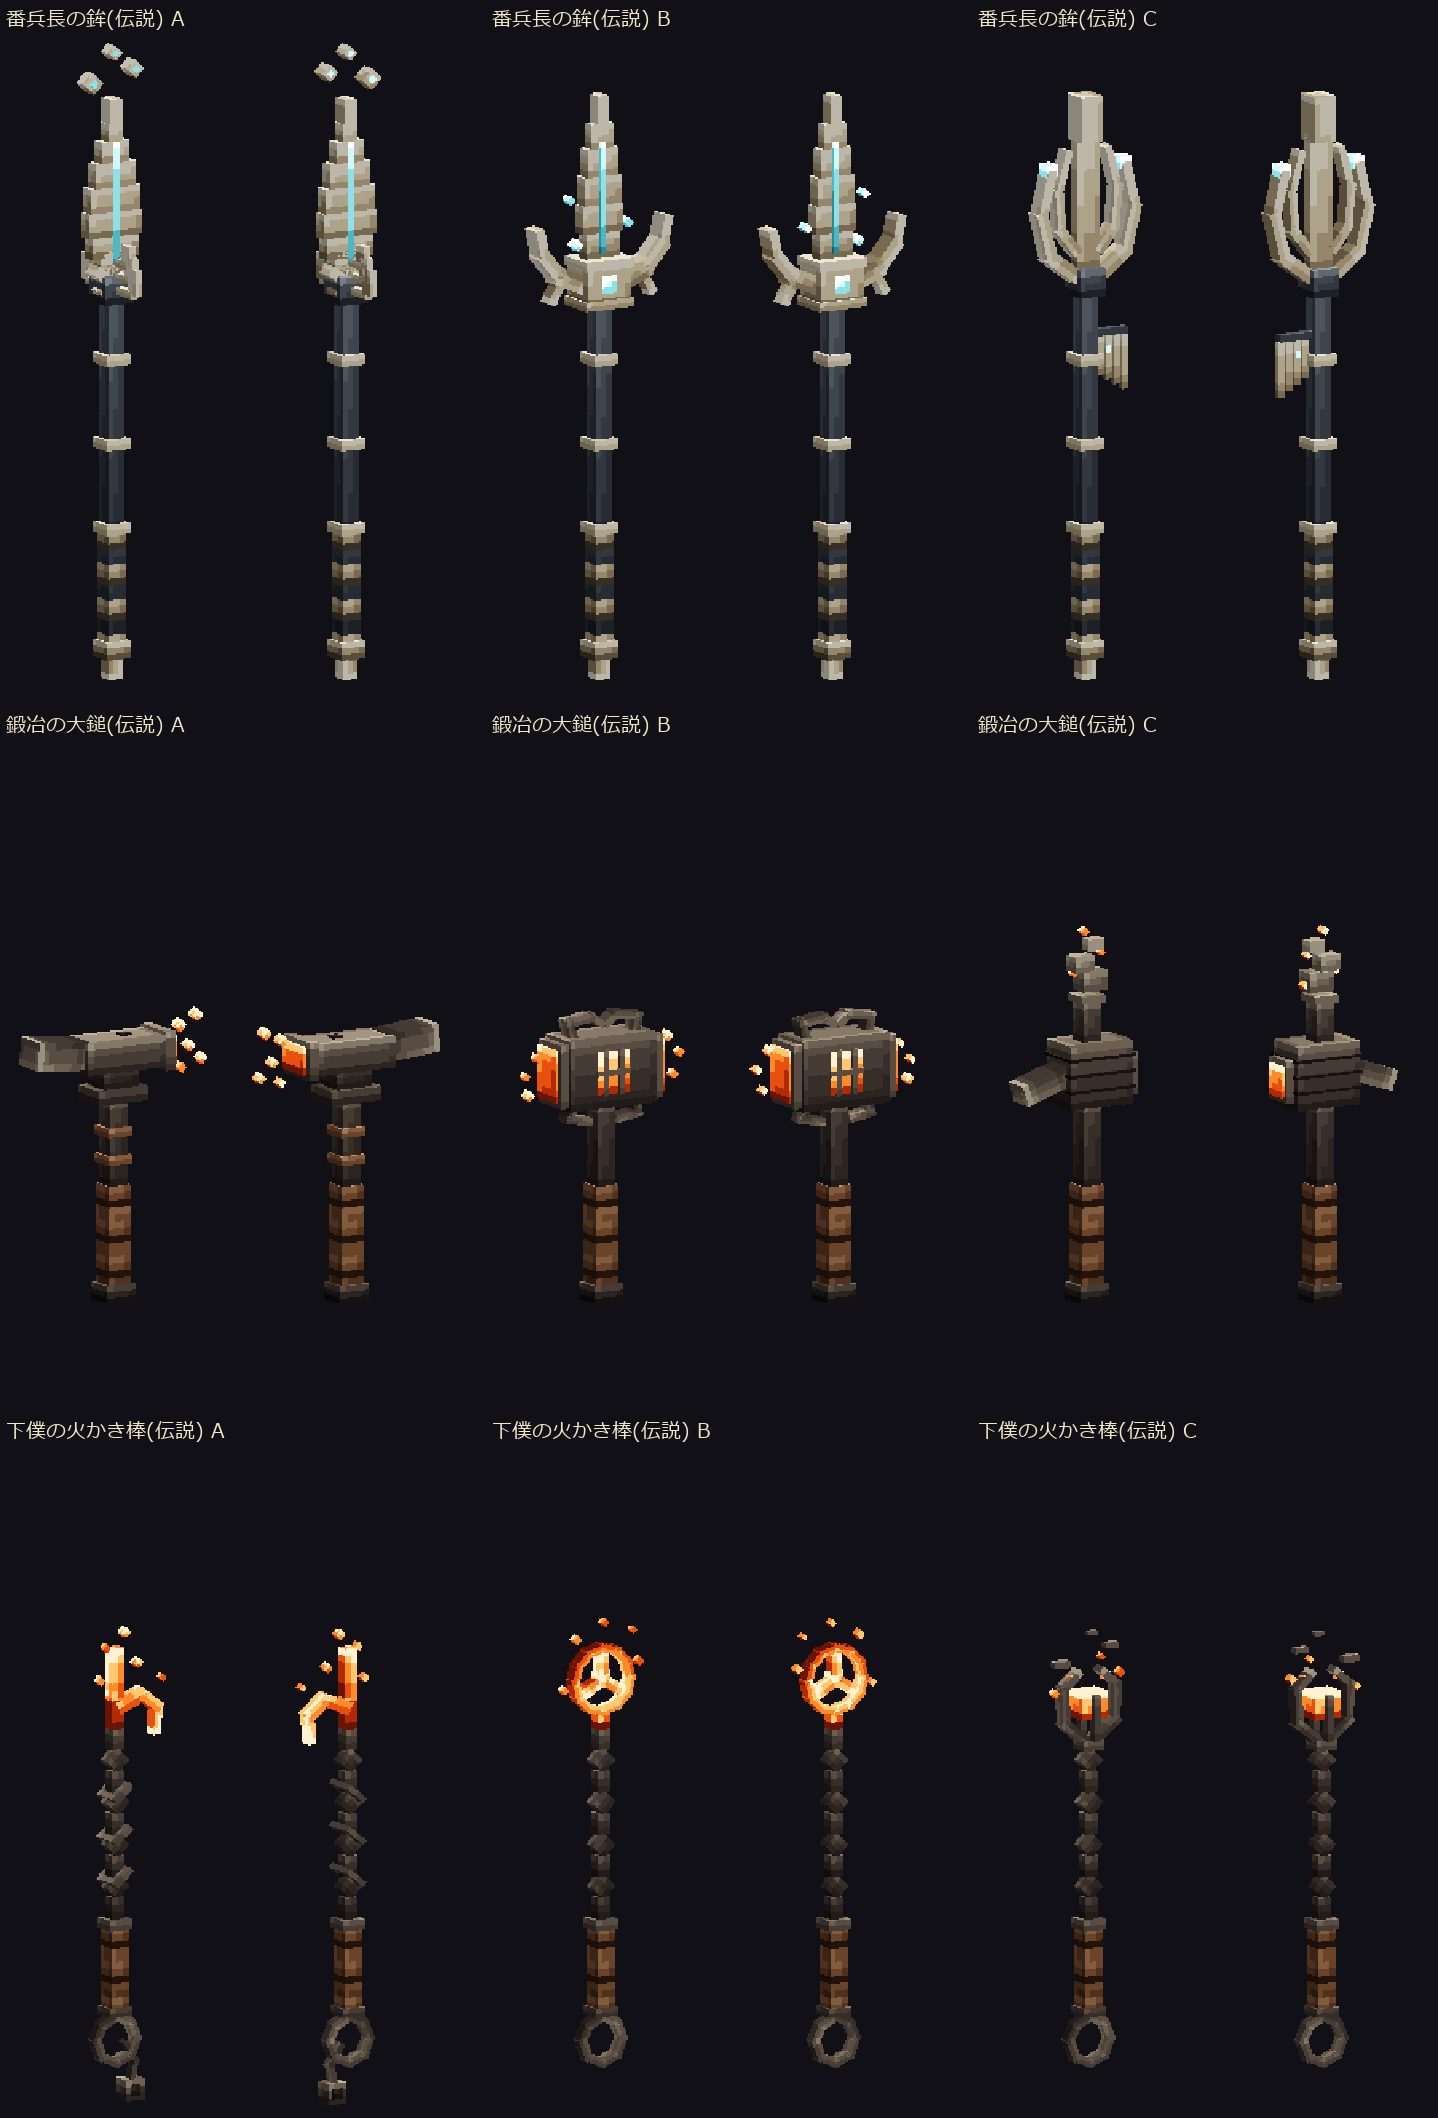 番兵長の鉾(伝説) A
番兵長の鉾(伝説) B
番兵長の鉾(伝説) C
鍛冶の大鎚(伝説) A
鍛冶の大鎚(伝説) B
鍛冶の大鎚(伝説) C
下僕の火かき棒(伝説) A
下僕の火かき棒(伝説) B
下僕の火かき棒(伝説) C